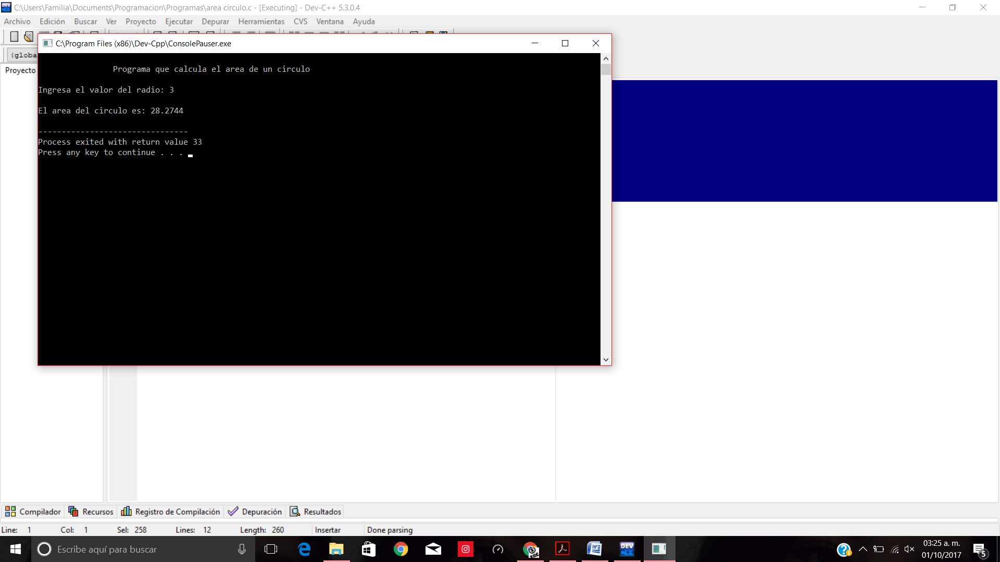 C:\Users\Familia\Documents\Programacion\Programas\area circulo.c - [Executing] - Dev-C++ 5.3.0.4
Archivo Edición Buscar Ver Proyecto Ejecutar Depurar Herramientas CVS Ventana Ayuda
C:\Program Files (x86)\Dev-Cpp\ConsolePauser.exe
(globa
Proyecto
Programa que calcula el area de un circulo
Ingresa el valor del radio: 3
El area del circulo es: 28.2744
--------------------------------
Process exited with return value 33
Press any key to continue . . .
Compilador Recursos Registro de Compilación Depuración Resultados
Line: 1 Col: 1 Sel: 258 Lines: 12 Length: 260 Insertar Done parsing
Escribe aquí para buscar
DEV C++
03:25 a. m.
01/10/2017
5